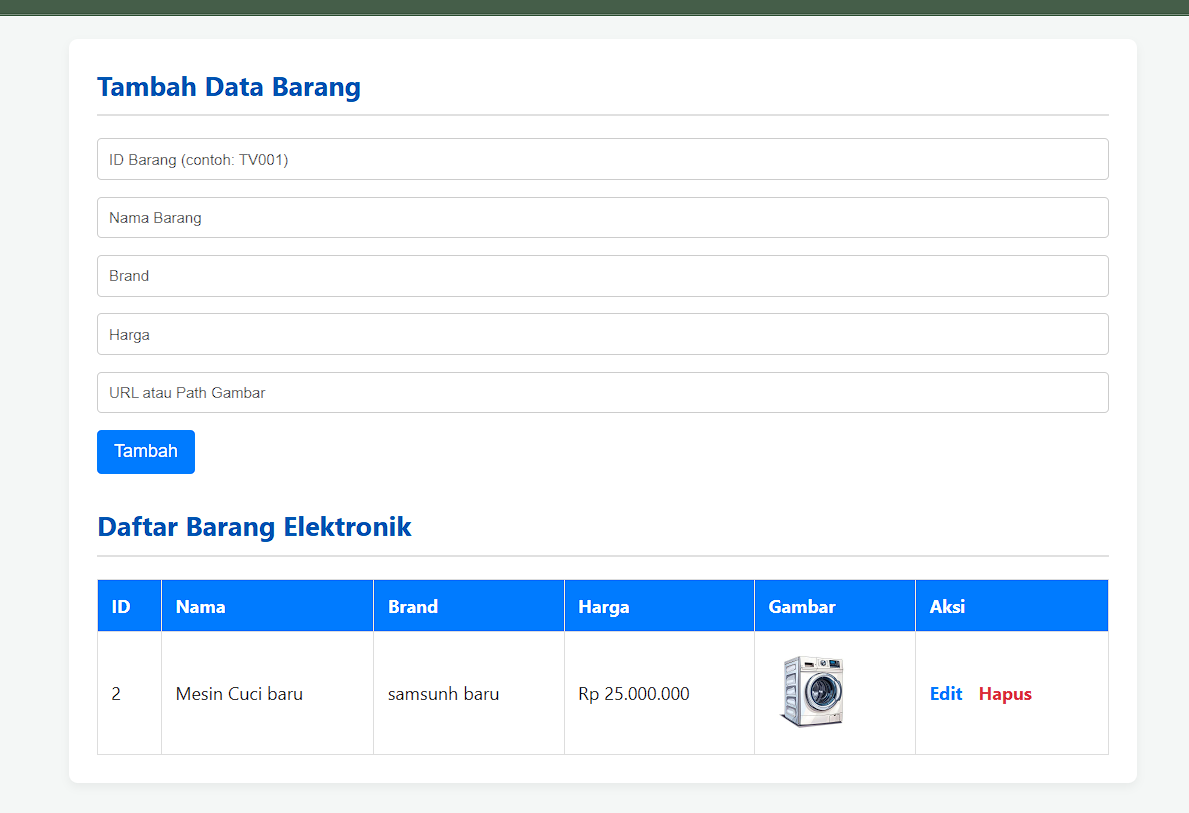 Tambah Data Barang
ID Barang (contoh: TV001)
Nama Barang
Brand
Harga
URL atau Path Gambar
Tambah
Daftar Barang Elektronik
ID Nama Brand Harga Gambar Aksi
2 Mesin Cuci baru samsunh baru Rp 25.000.000 Edit Hapus